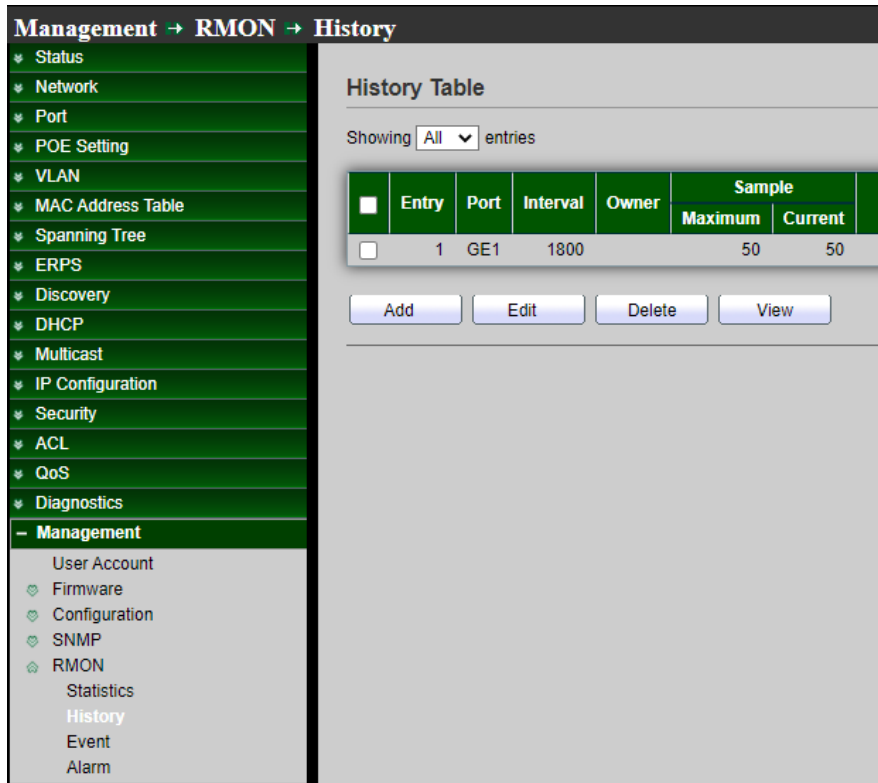 Management → RMON → History
Status
Network
Port
POE Setting
VLAN
MAC Address Table
Spanning Tree
ERPS
Discovery
DHCP
Multicast
IP Configuration
Security
ACL
QoS
Diagnostics
Management
User Account
Firmware
Configuration
SNMP
RMON
Statistics
History
Event
Alarm
History Table
Showing All entries
Entry Port Interval Owner Sample
Maximum Current
1 GE1 1800 50 50
Add Edit Delete View